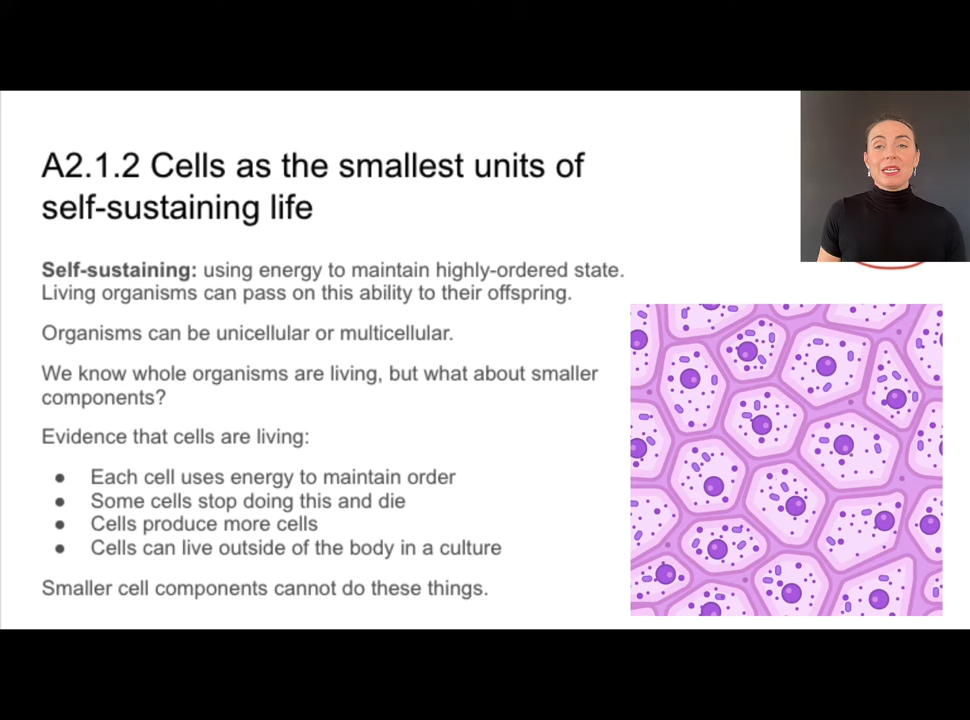 A2.1.2 Cells as the smallest units of
self-sustaining life
Self-sustaining: using energy to maintain highly-ordered state.
Living organisms can pass on this ability to their offspring.
Organisms can be unicellular or multicellular.
We know whole organisms are living, but what about smaller
components?
Evidence that cells are living:
● Each cell uses energy to maintain order
● Some cells stop doing this and die
● Cells produce more cells
● Cells can live outside of the body in a culture
Smaller cell components cannot do these things.